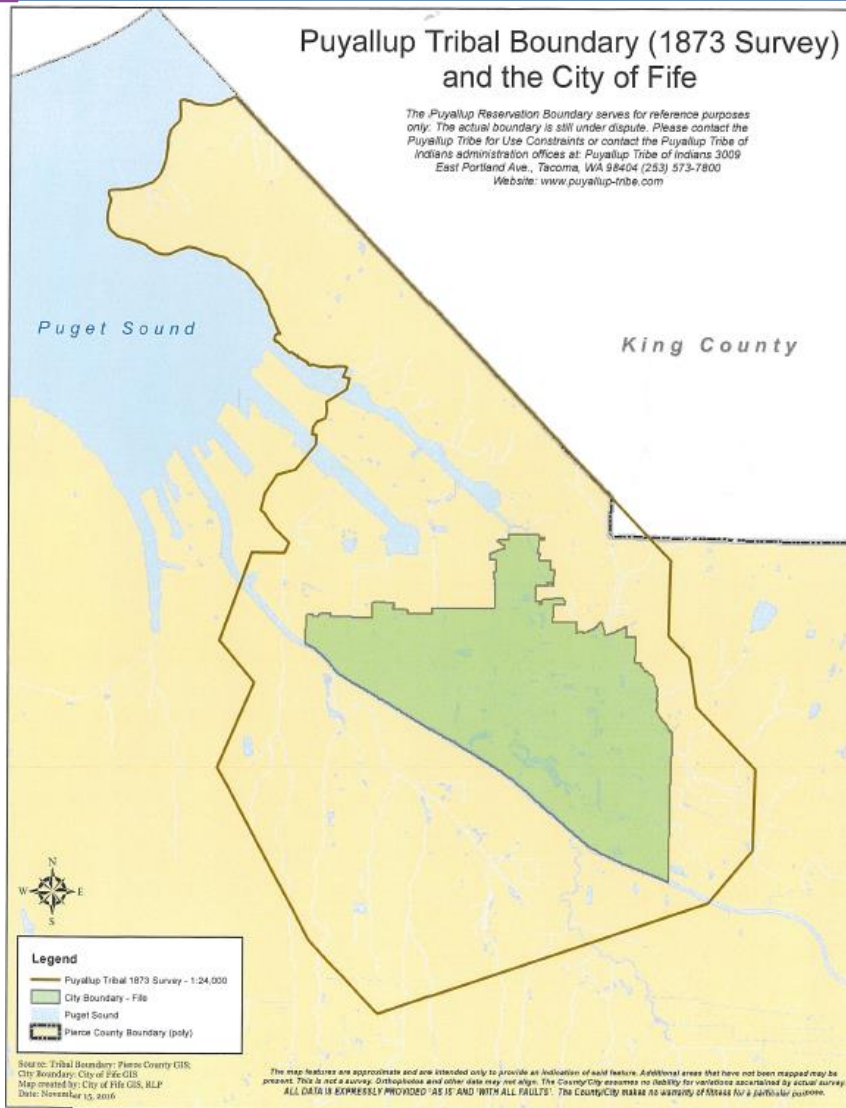 Puyallup Tribal Boundary (1873 Survey)
and the City of Fife
The Puyallup Reservation Boundary serves for reference purposes
only. The actual boundary is still under dispute. Please contact the
Puyallup Tribe for Use Constraints or contact the Puyallup Tribe of
Indians administration offices at: Puyallup Tribe of Indians 3009
East Portland Ave., Tacoma, WA 98404 (253) 573-7800
Website: www.puyallup-tribe.com
Puget Sound
King County
N
W E
S
Legend
Puyallup Tribal 1873 Survey - 1:24,000
City Boundary - Fife
Puget Sound
Pierce County Boundary (poly)
Source: Tribal Boundary: Pierce County GIS;
City Boundary: City of Fife GIS
Map created by: City of Fife GIS, RLP
Date: November 15, 2016
The map features are approximate and are intended only to provide an indication of said feature. Additional areas that have not been mapped may be
present. This is not a survey. Orthophotos and other data may not align. The County/City assumes no liability for variations ascertained by actual survey.
ALL DATA IS EXPRESSLY PROVIDED 'AS IS' AND 'WITH ALL FAULTS'. The County/City makes no warranty of fitness for a particular purpose.